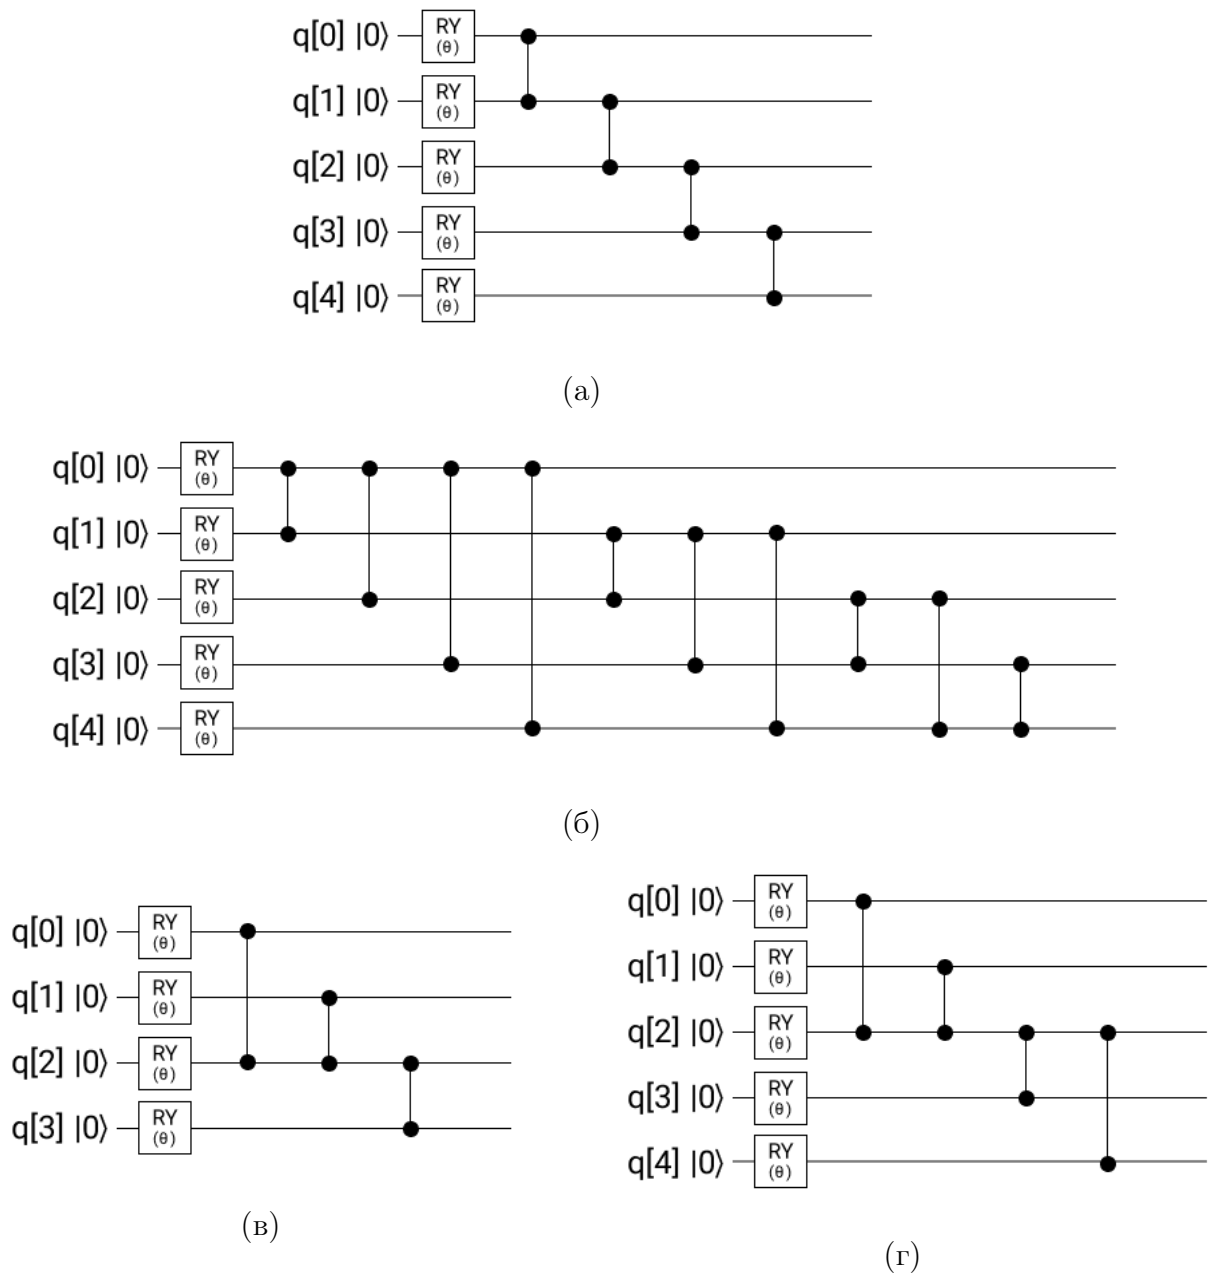 q[0] |0⟩ RY (θ)
q[1] |0⟩ RY (θ)
q[2] |0⟩ RY (θ)
q[3] |0⟩ RY (θ)
q[4] |0⟩ RY (θ)
(а)
q[0] |0⟩ RY (θ)
q[1] |0⟩ RY (θ)
q[2] |0⟩ RY (θ)
q[3] |0⟩ RY (θ)
q[4] |0⟩ RY (θ)
(б)
q[0] |0⟩ RY (θ)
q[1] |0⟩ RY (θ)
q[2] |0⟩ RY (θ)
q[3] |0⟩ RY (θ)
(в)
q[0] |0⟩ RY (θ)
q[1] |0⟩ RY (θ)
q[2] |0⟩ RY (θ)
q[3] |0⟩ RY (θ)
q[4] |0⟩ RY (θ)
(г)